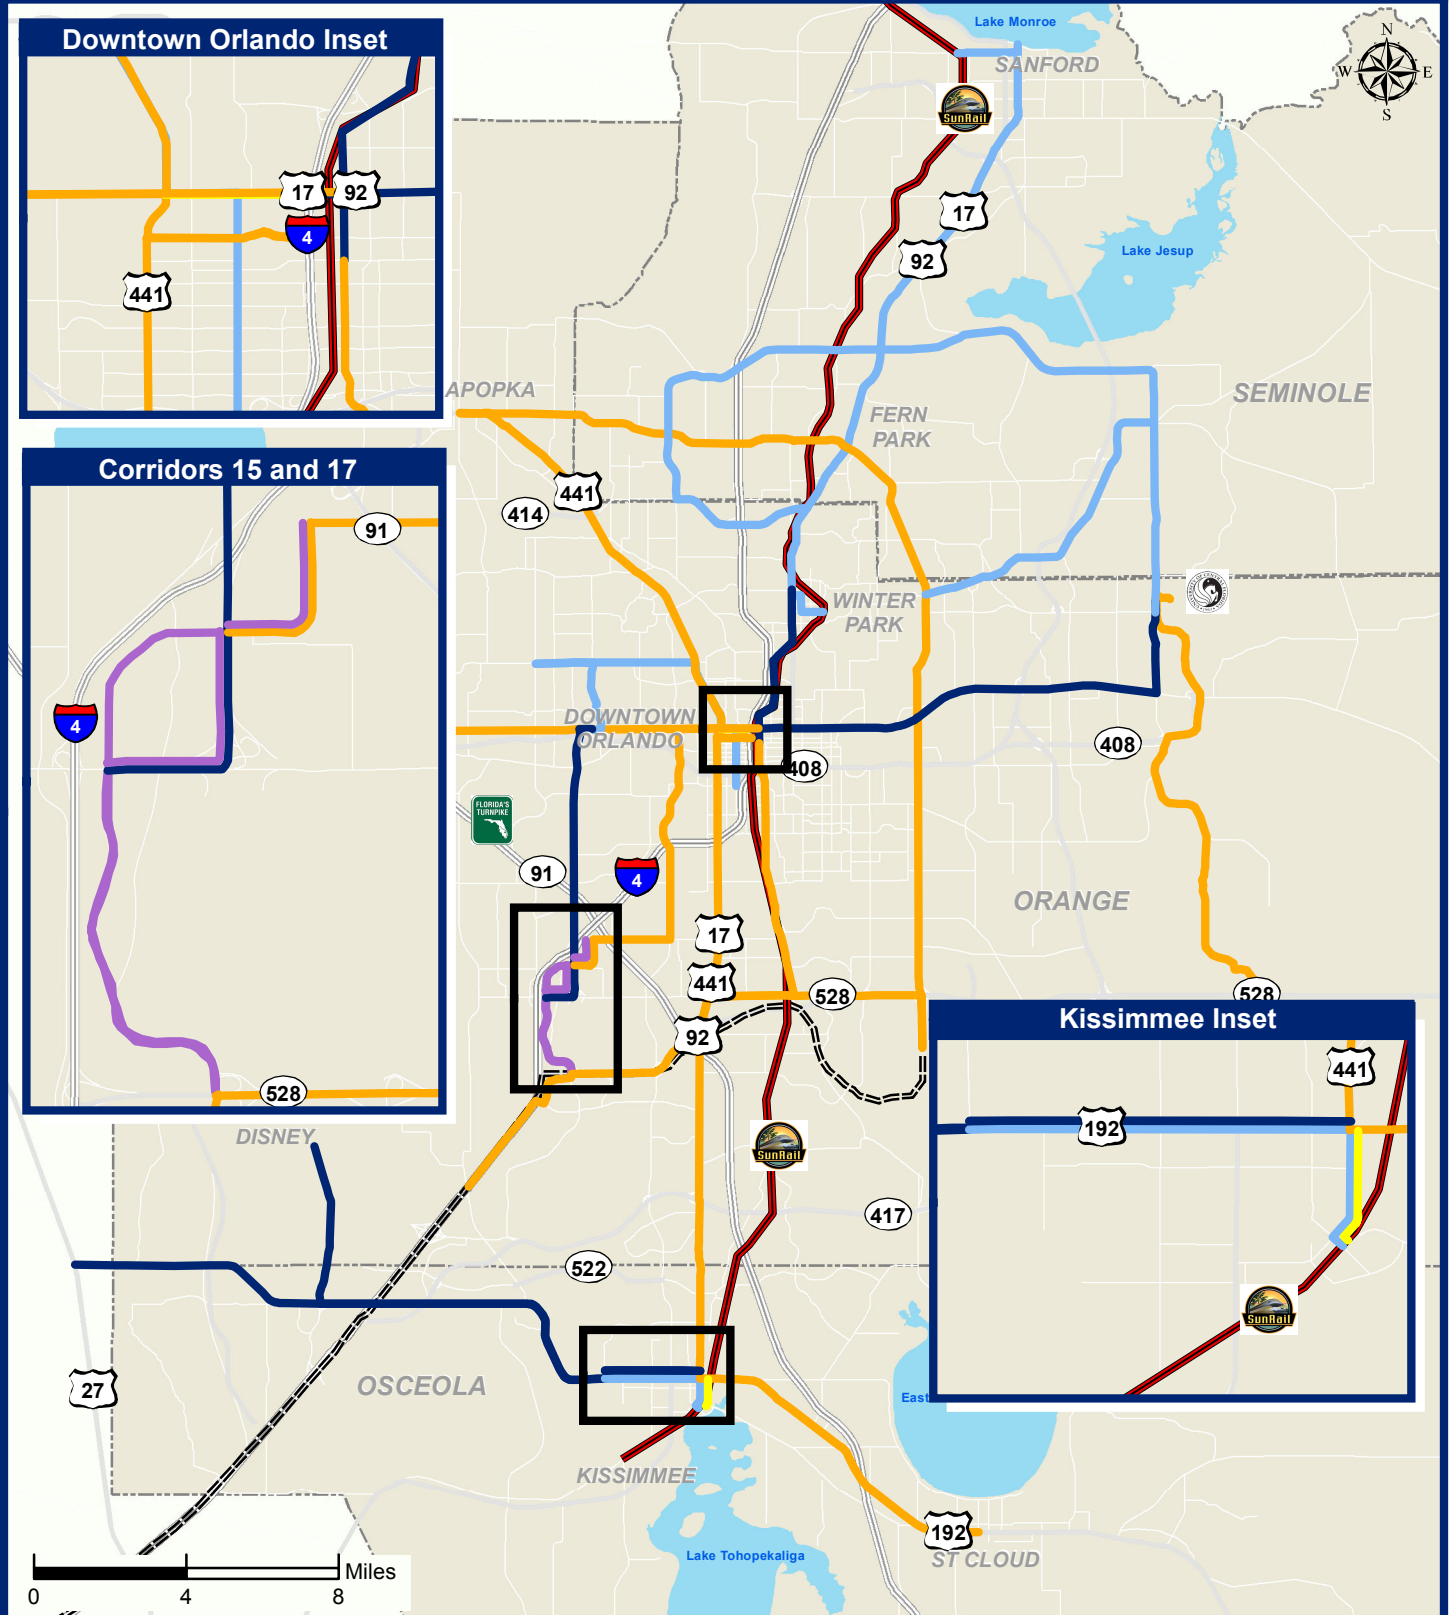 Downtown Orlando Inset
17
92
4
441
Lake Monroe
SANFORD
SunRail
N
W
E
S
17
92
Lake Jesup
SEMINOLE
APOPKA
FERN
PARK
441
414
Corridors 15 and 17
91
4
528
WINTER
PARK
DOWNTOWN
ORLANDO
408
408
FLORIDA'S
TURNPIKE
91
4
ORANGE
17
441
528
92
528
Kissimmee Inset
441
192
SunRail
DISNEY
SunRail
417
522
27
OSCEOLA
East
KISSIMMEE
192
ST CLOUD
Lake Tohopekaliga
Miles
0
4
8